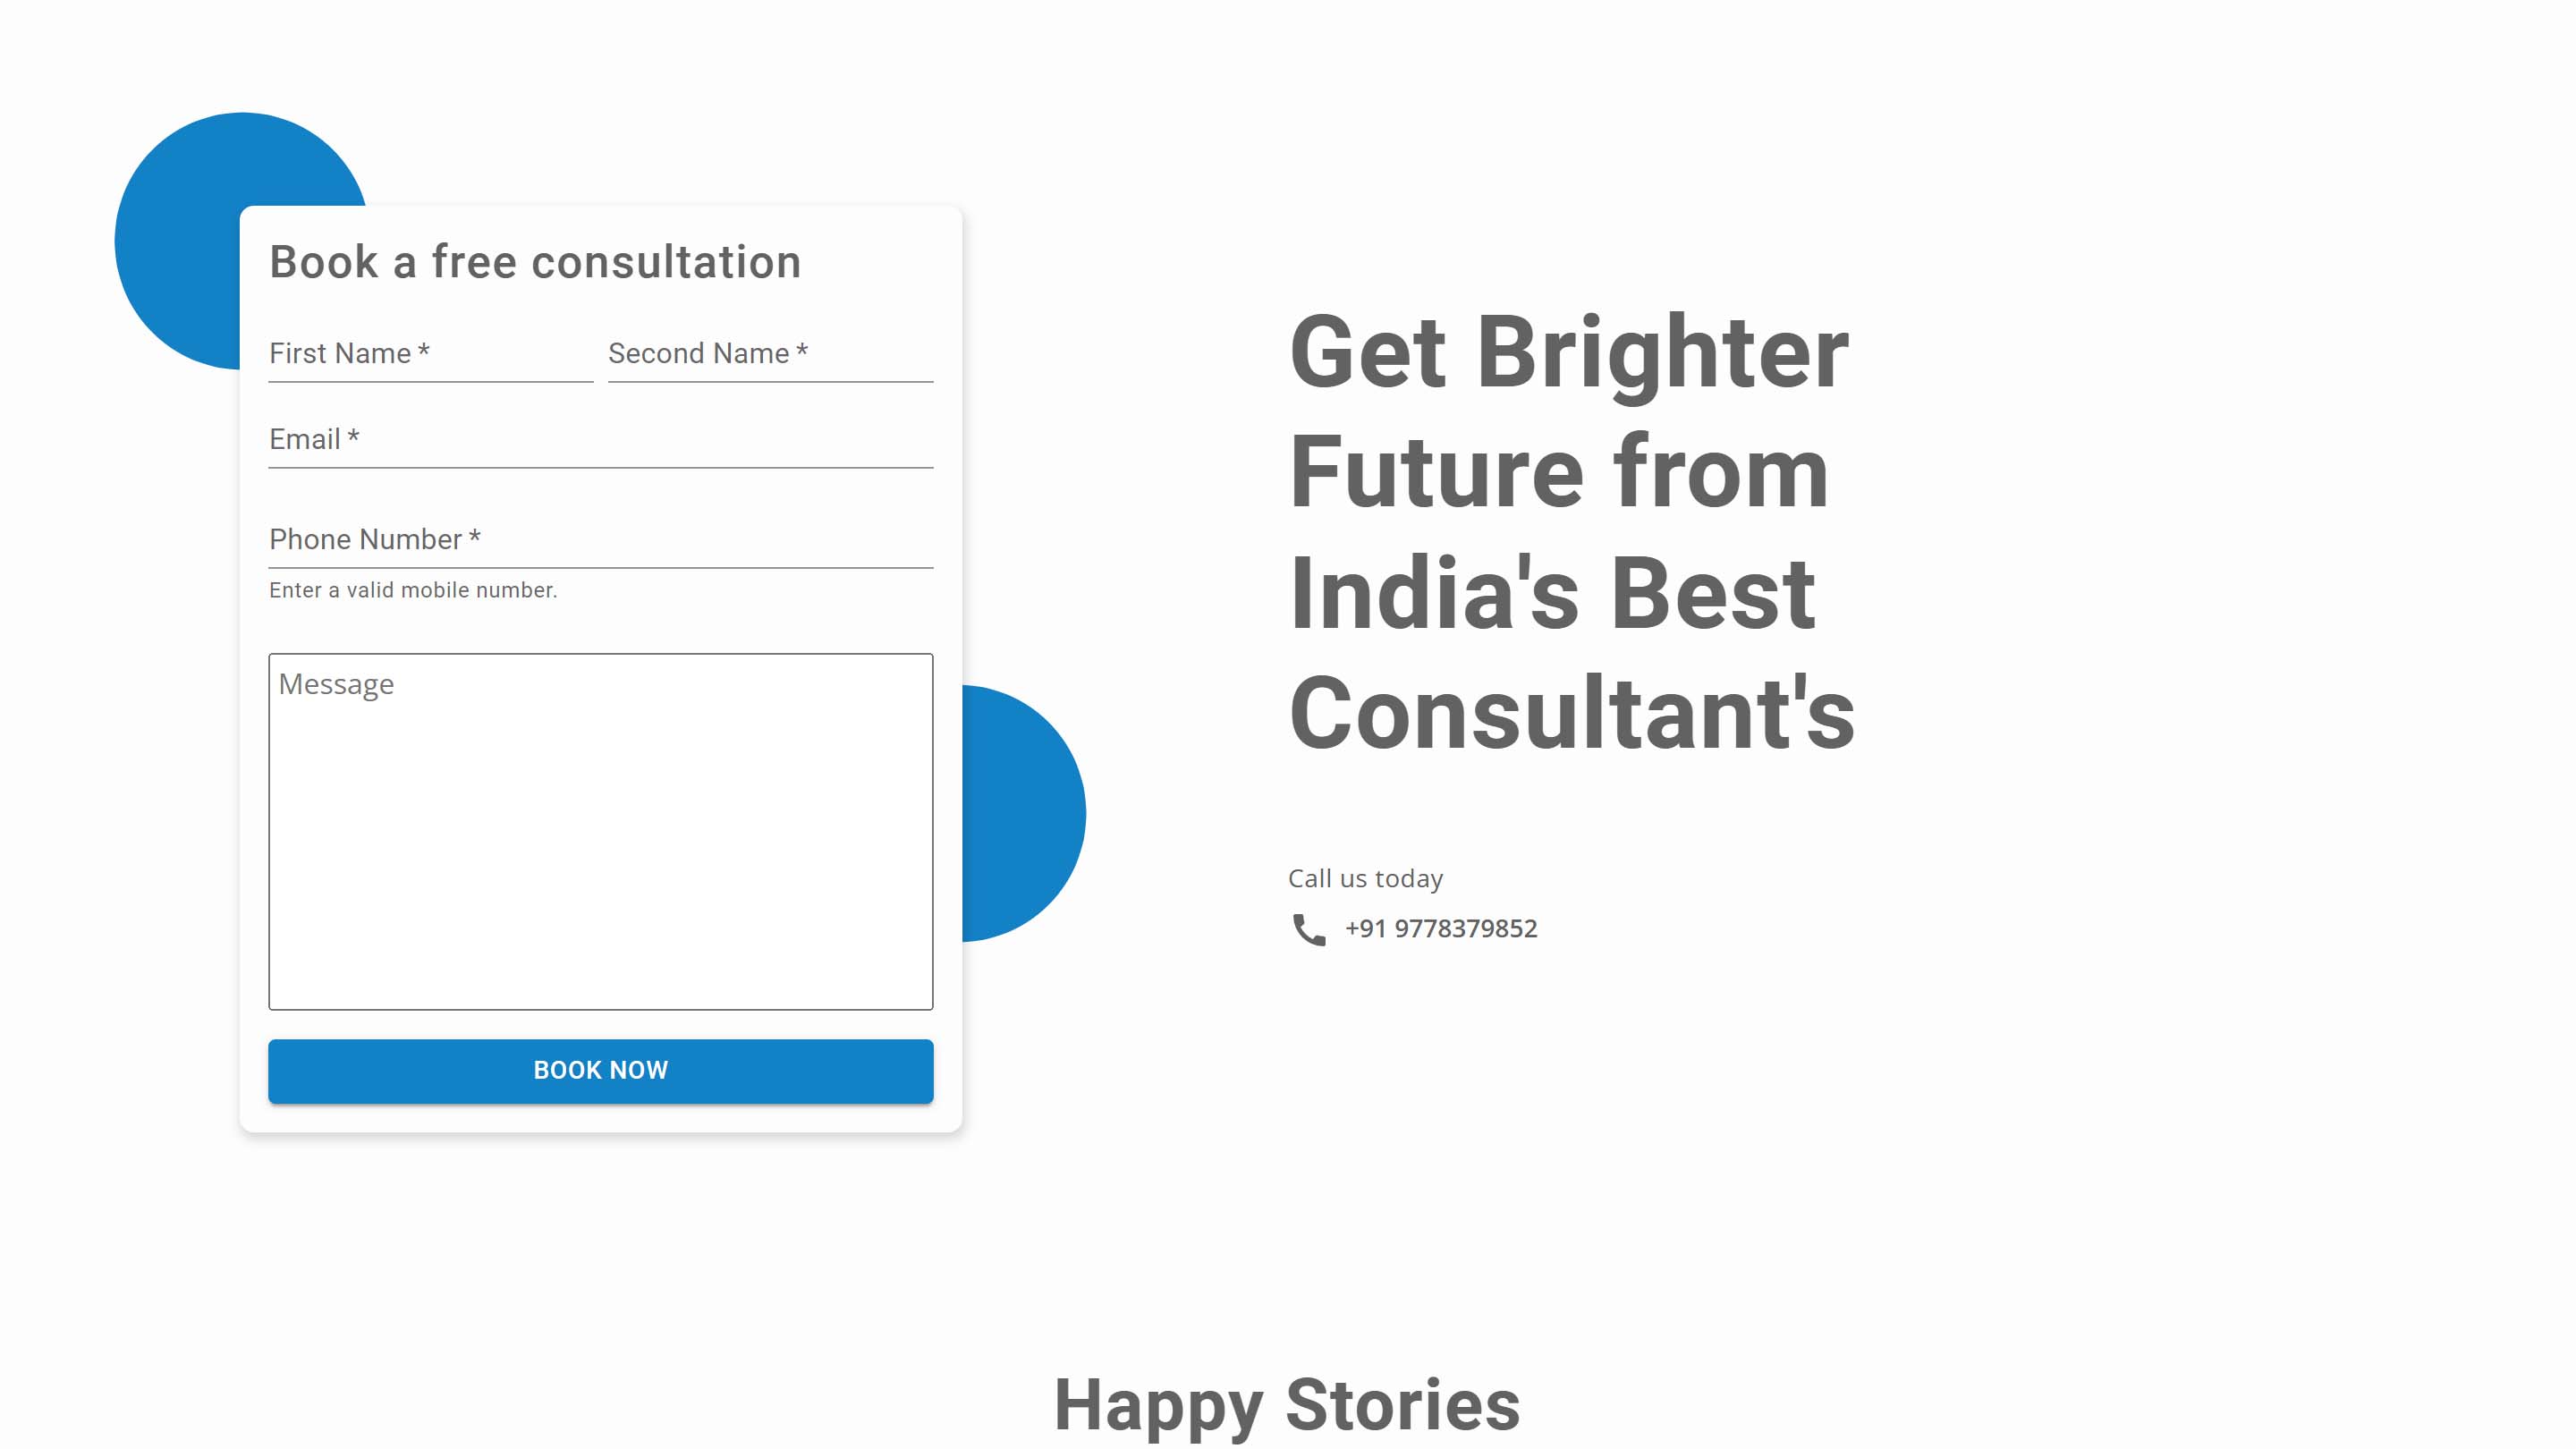 Book a free consultation
First Name *
Second Name *
Email *
Phone Number *
Enter a valid mobile number.
Message
BOOK NOW
Get Brighter
Future from
India's Best
Consultant's
Call us today
+91 9778379852
Happy Stories